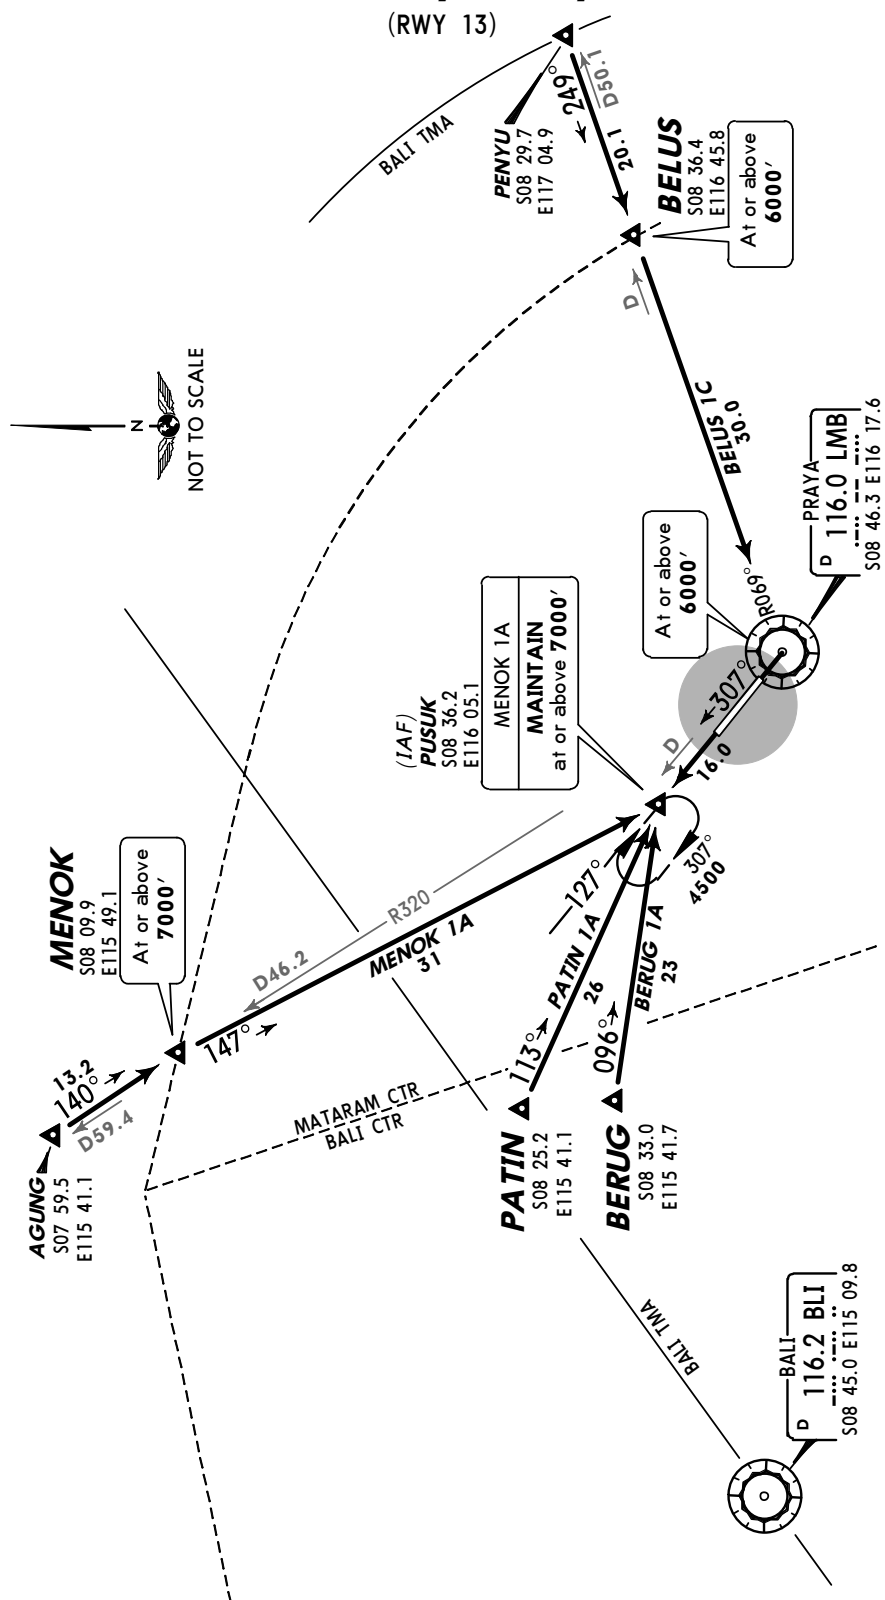 (RWY 13)
BALI TMA
PENYU
S08 29.7
E117 04.9
249°
D50.1
20.1
BELUS
S08 36.4
E116 45.8
At or above
6000′
D
BELUS 1C
30.0
R069°
N
NOT TO SCALE
PRAYA
D 116.0 LMB
S08 46.3 E116 17.6
At or above
6000′
307°
D
16.0
(IAF)
PUSUK
S08 36.2
E116 05.1
MENOK 1A
MAINTAIN
at or above 7000′
127°
307°
4500
MENOK
S08 09.9
E115 49.1
At or above
7000′
R320
D46.2
MENOK 1A
31
147°
13.2
140°
D59.4
AGUNG
S07 59.5
E115 41.1
MATARAM CTR
BALI CTR
113°
PATIN 1A
26
096°
BERUG 1A
23
PATIN
S08 25.2
E115 41.1
BERUG
S08 33.0
E115 41.7
BALI TMA
BALI
D 116.2 BLI
S08 45.0 E115 09.8